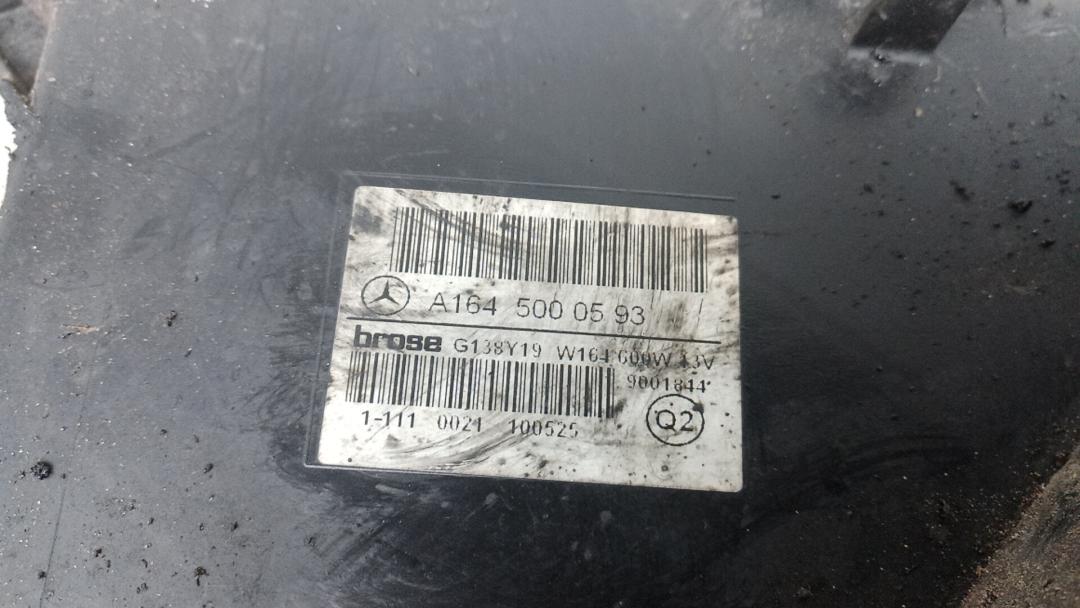 A164 500 05 93
brose G138Y19 W164 600W 13V
9001844
1-111 0021 100525
Q2